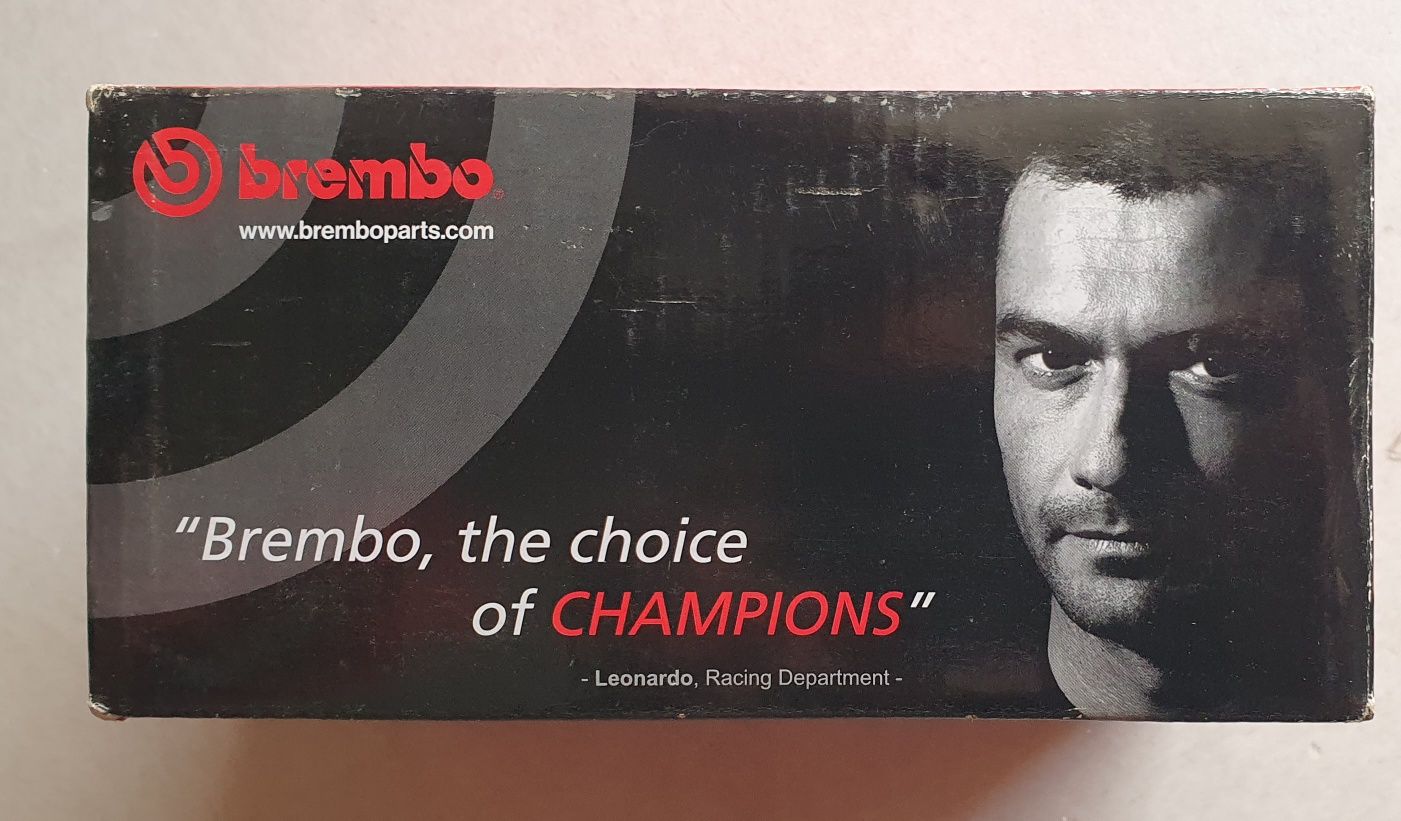 brembo
www.bremboparts.com
“Brembo, the choice
of CHAMPIONS”
- Leonardo, Racing Department -